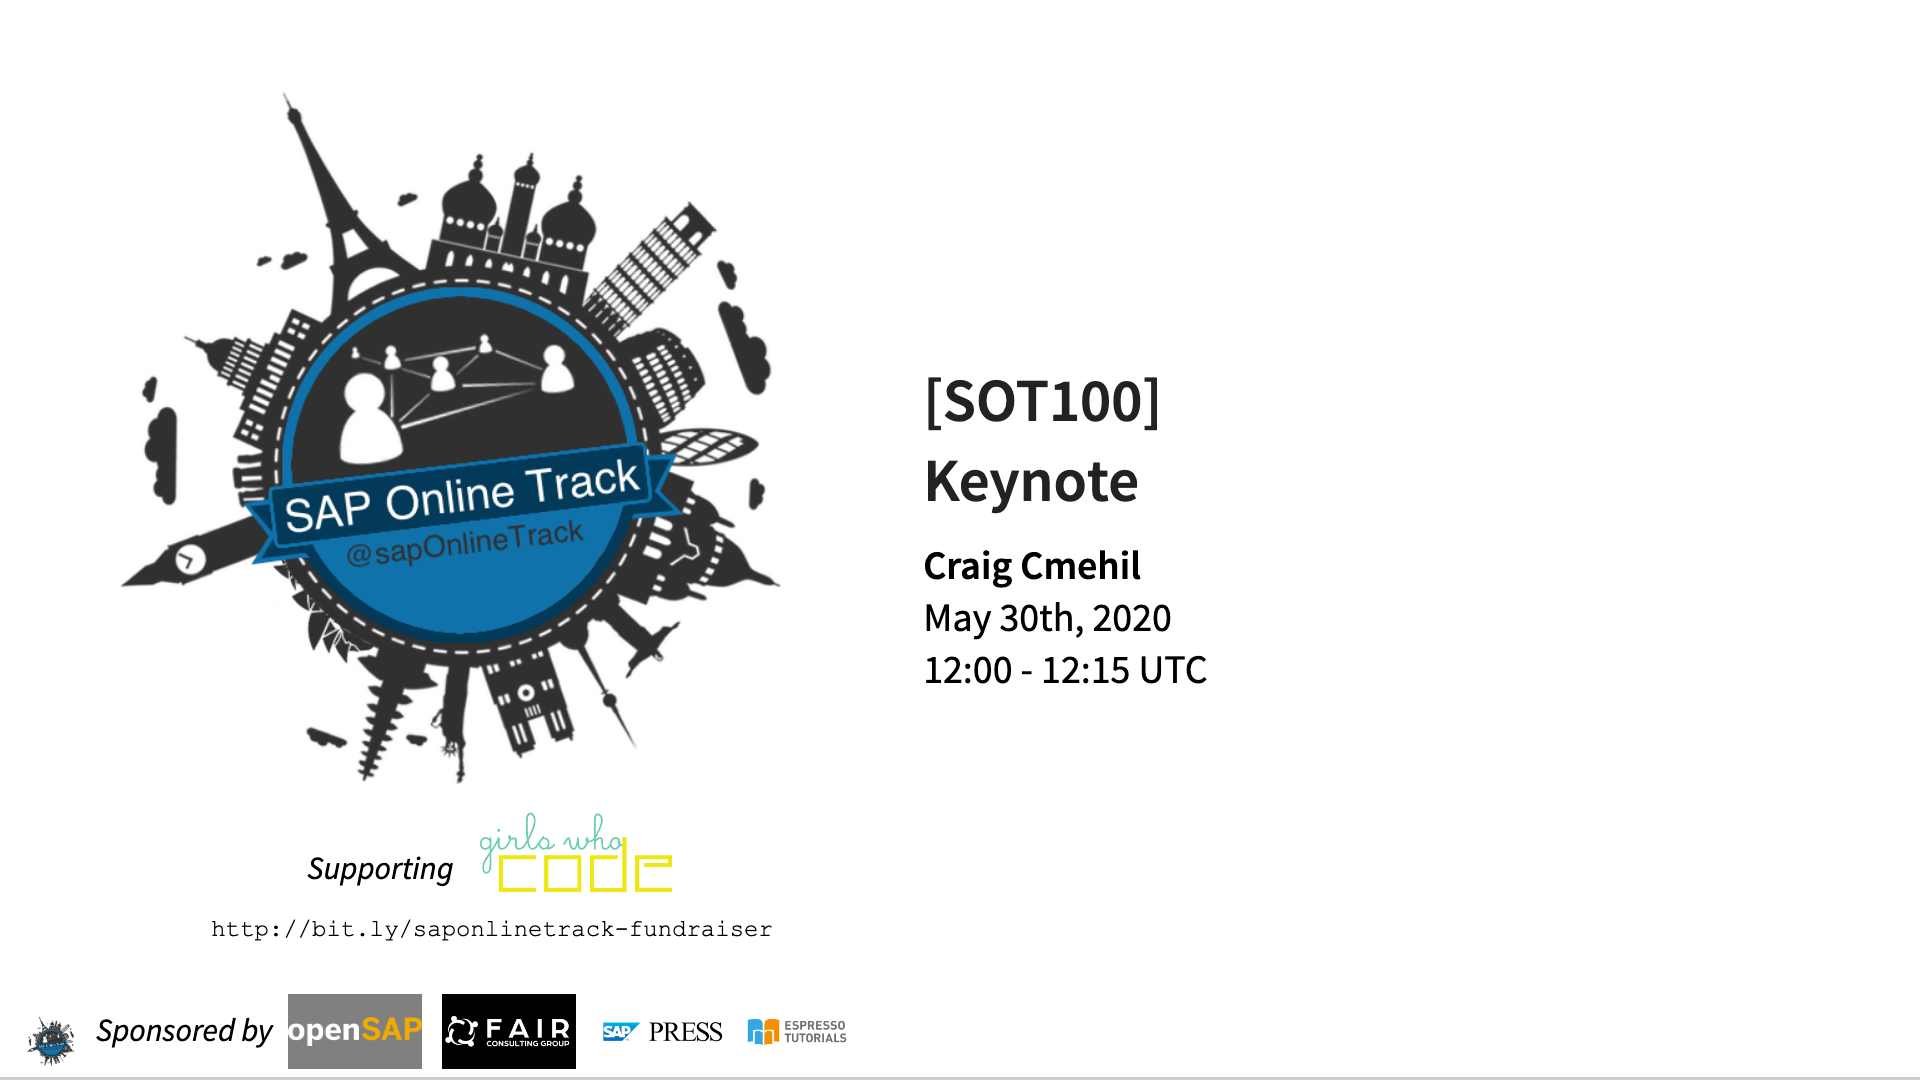 SAP Online Track
@sapOnlineTrack
[SOT100]
Keynote
Craig Cmehil
May 30th, 2020
12:00 - 12:15 UTC
Supporting girls who code
http://bit.ly/saponlinetrack-fundraiser
Sponsored by openSAP FAIR CONSULTING GROUP SAP PRESS ESPRESSO TUTORIALS